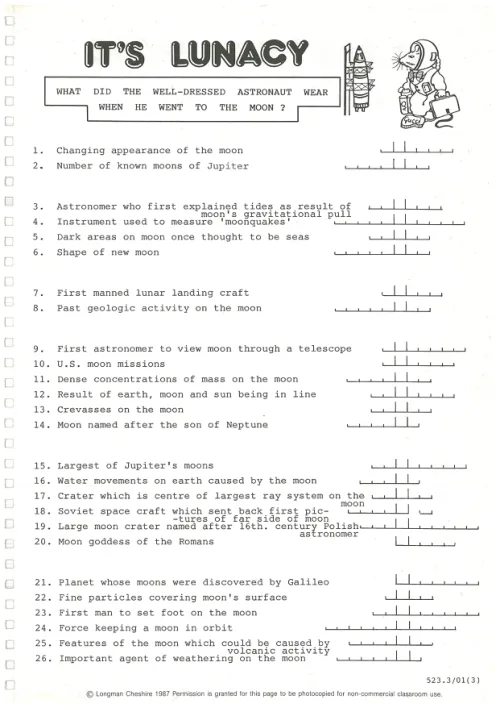 IT'S LUNACY
WHAT DID THE WELL-DRESSED ASTRONAUT WEAR
WHEN HE WENT TO THE MOON ?
1. Changing appearance of the moon
2. Number of known moons of Jupiter
3. Astronomer who first explained tides as result of
moon's gravitational pull
4. Instrument used to measure 'moonquakes'
5. Dark areas on moon once thought to be seas
6. Shape of new moon
7. First manned lunar landing craft
8. Past geologic activity on the moon
9. First astronomer to view moon through a telescope
10. U.S. moon missions
11. Dense concentrations of mass on the moon
12. Result of earth, moon and sun being in line
13. Crevasses on the moon
14. Moon named after the son of Neptune
15. Largest of Jupiter's moons
16. Water movements on earth caused by the moon
17. Crater which is centre of largest ray system on the
moon
18. Soviet space craft which sent back first pic-
-tures of far side of moon
19. Large moon crater named after 16th. century Polish
astronomer
20. Moon goddess of the Romans
21. Planet whose moons were discovered by Galileo
22. Fine particles covering moon's surface
23. First man to set foot on the moon
24. Force keeping a moon in orbit
25. Features of the moon which could be caused by
volcanic activity
26. Important agent of weathering on the moon
523.3/01(3)
© Longman Cheshire 1987 Permission is granted for this page to be photocopied for non-commercial classroom use.